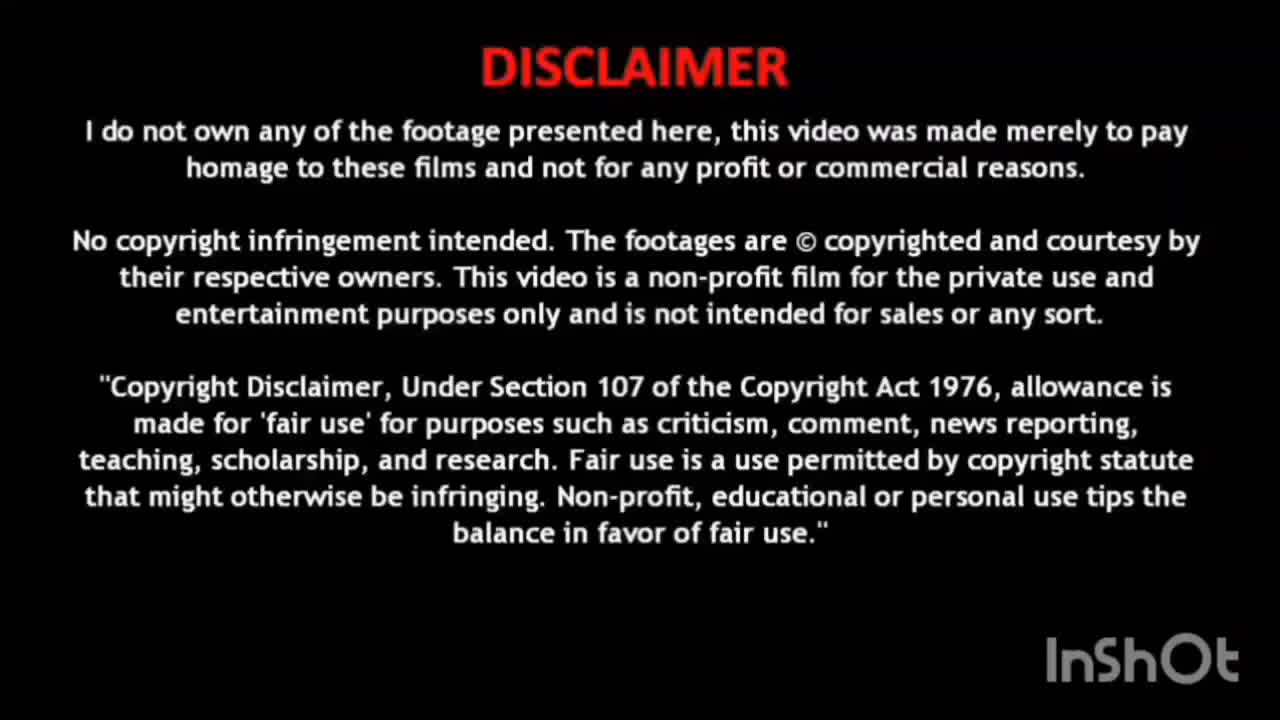 DISCLAIMER
I do not own any of the footage presented here, this video was made merely to pay
homage to these films and not for any profit or commercial reasons.
No copyright infringement intended. The footages are © copyrighted and courtesy by
their respective owners. This video is a non-profit film for the private use and
entertainment purposes only and is not intended for sales or any sort.
"Copyright Disclaimer, Under Section 107 of the Copyright Act 1976, allowance is
made for 'fair use' for purposes such as criticism, comment, news reporting,
teaching, scholarship, and research. Fair use is a use permitted by copyright statute
that might otherwise be infringing. Non-profit, educational or personal use tips the
balance in favor of fair use."
InShOt